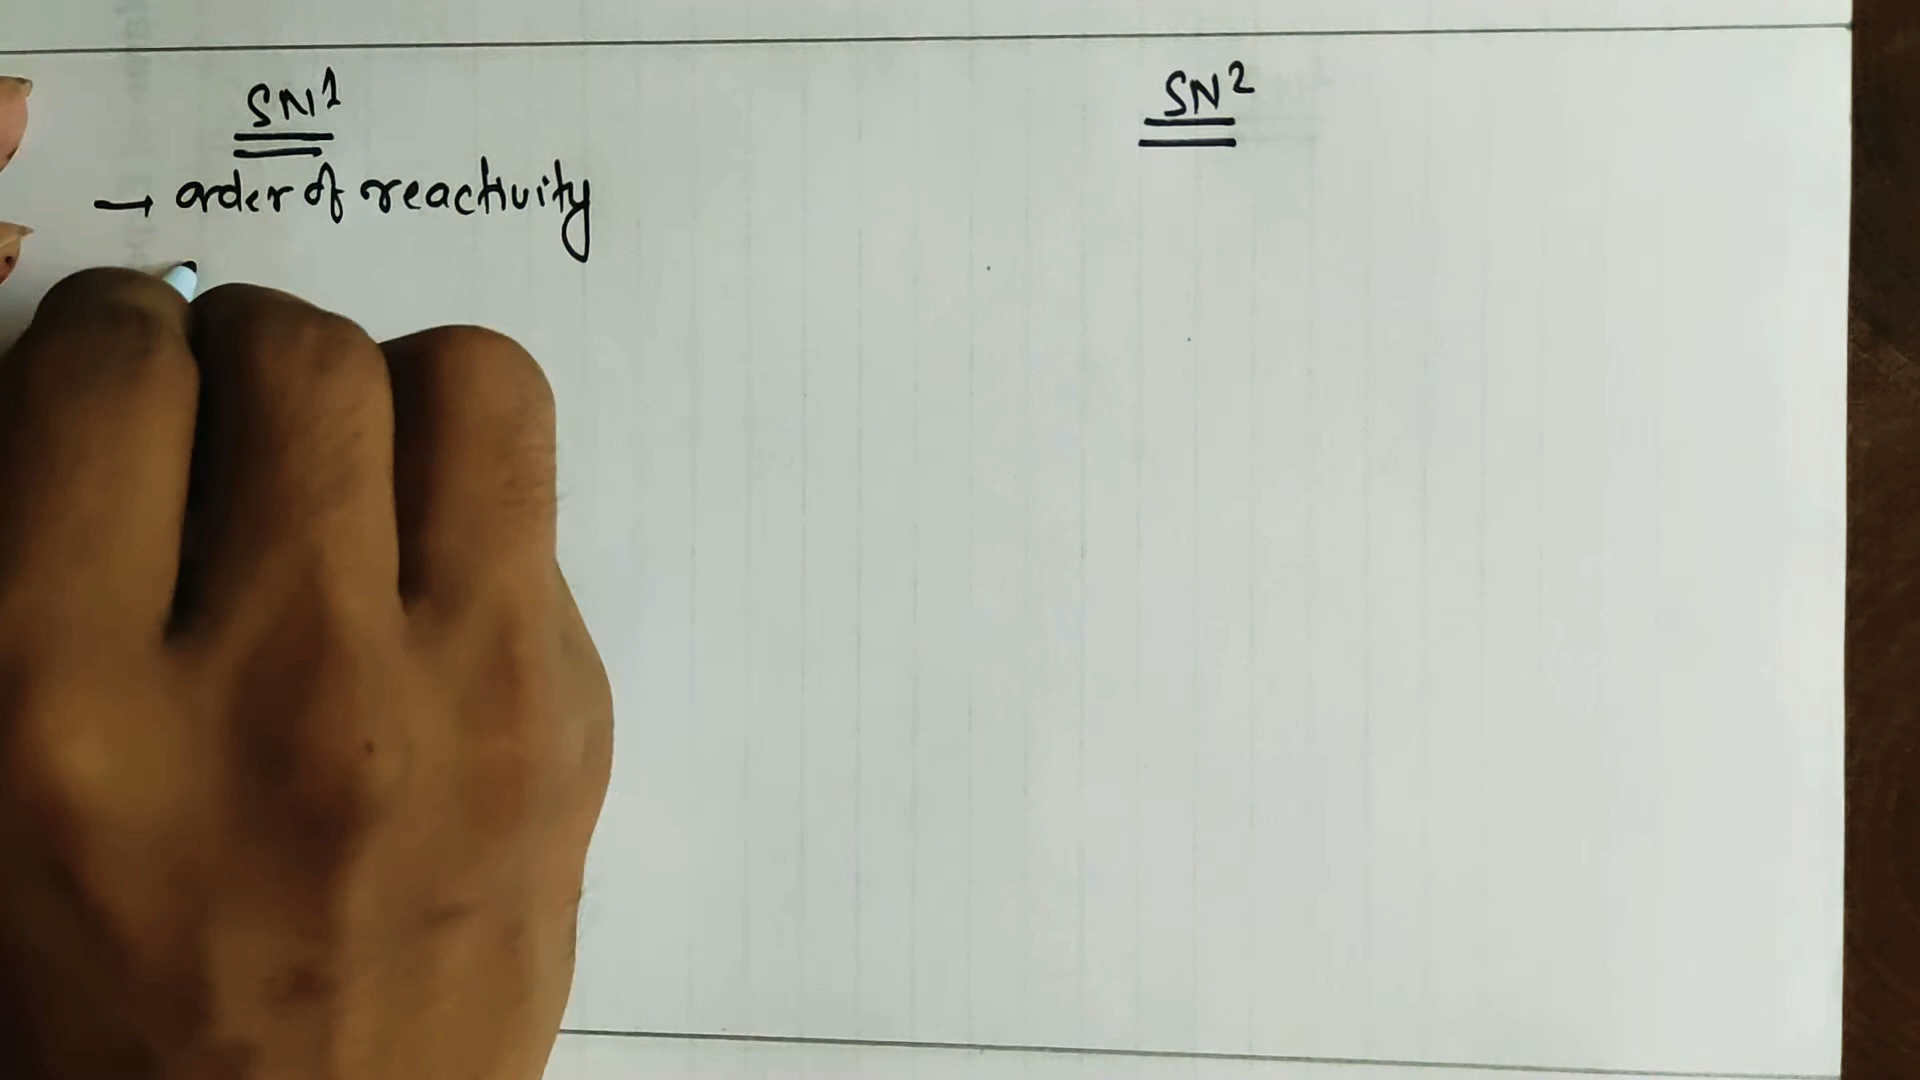 SN¹
SN²
→ order of reactivity